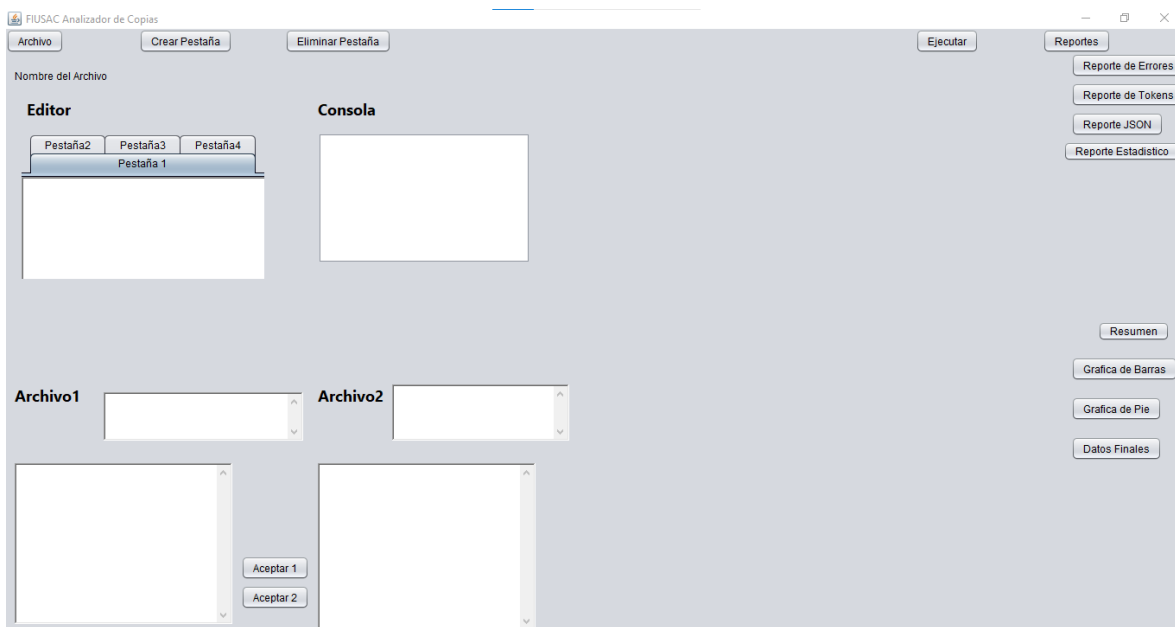 FIUSAC Analizador de Copias
Archivo Crear Pestaña Eliminar Pestaña Ejecutar Reportes
Reporte de Errores
Nombre del Archivo
Reporte de Tokens
Editor Consola
Reporte JSON
Pestaña2 Pestaña3 Pestaña4
Reporte Estadistico
Pestaña 1
Resumen
Grafica de Barras
Archivo1 Archivo2
Grafica de Pie
Datos Finales
Aceptar 1
Aceptar 2